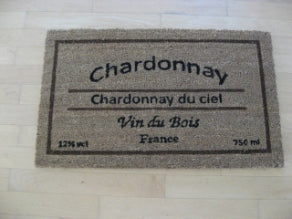 Chardonnay
Chardonnay du ciel
Vin du Bois
France
12% vol 750 ml